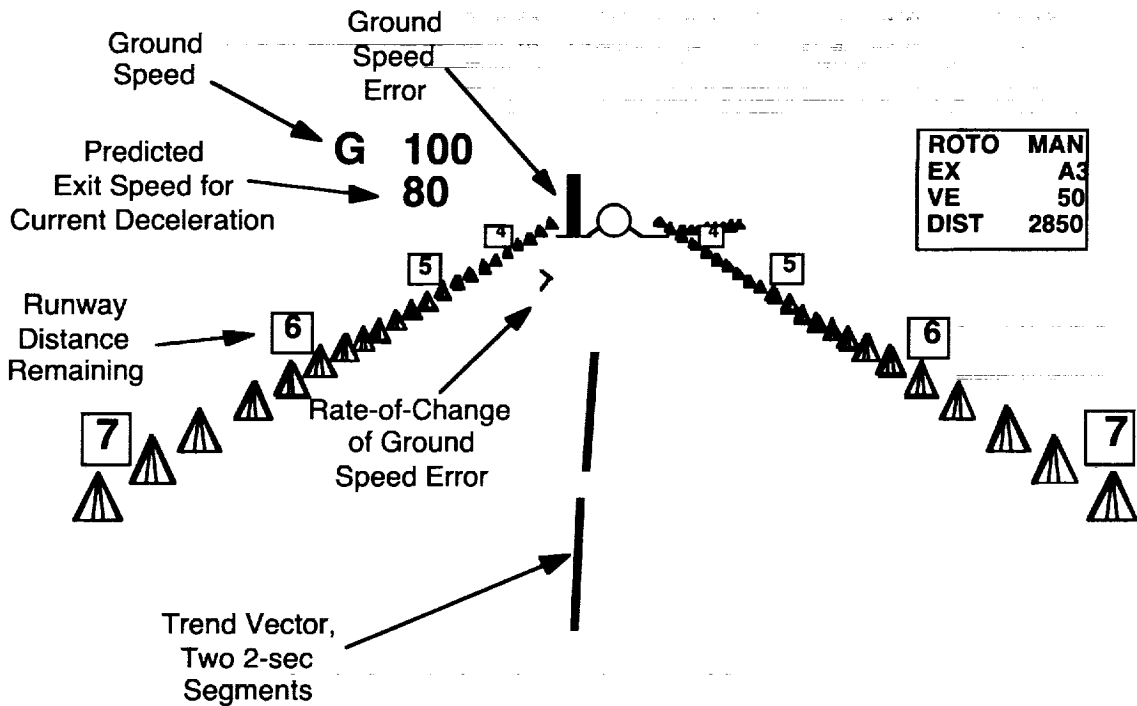 Ground
Speed
Ground
Speed
Error
G 100
80
Predicted
Exit Speed for
Current Deceleration
ROTO MAN
EX A3
VE 50
DIST 2850
4
4
5
5
Runway
Distance
Remaining
6
6
7
7
Rate-of-Change
of Ground
Speed Error
Trend Vector,
Two 2-sec
Segments